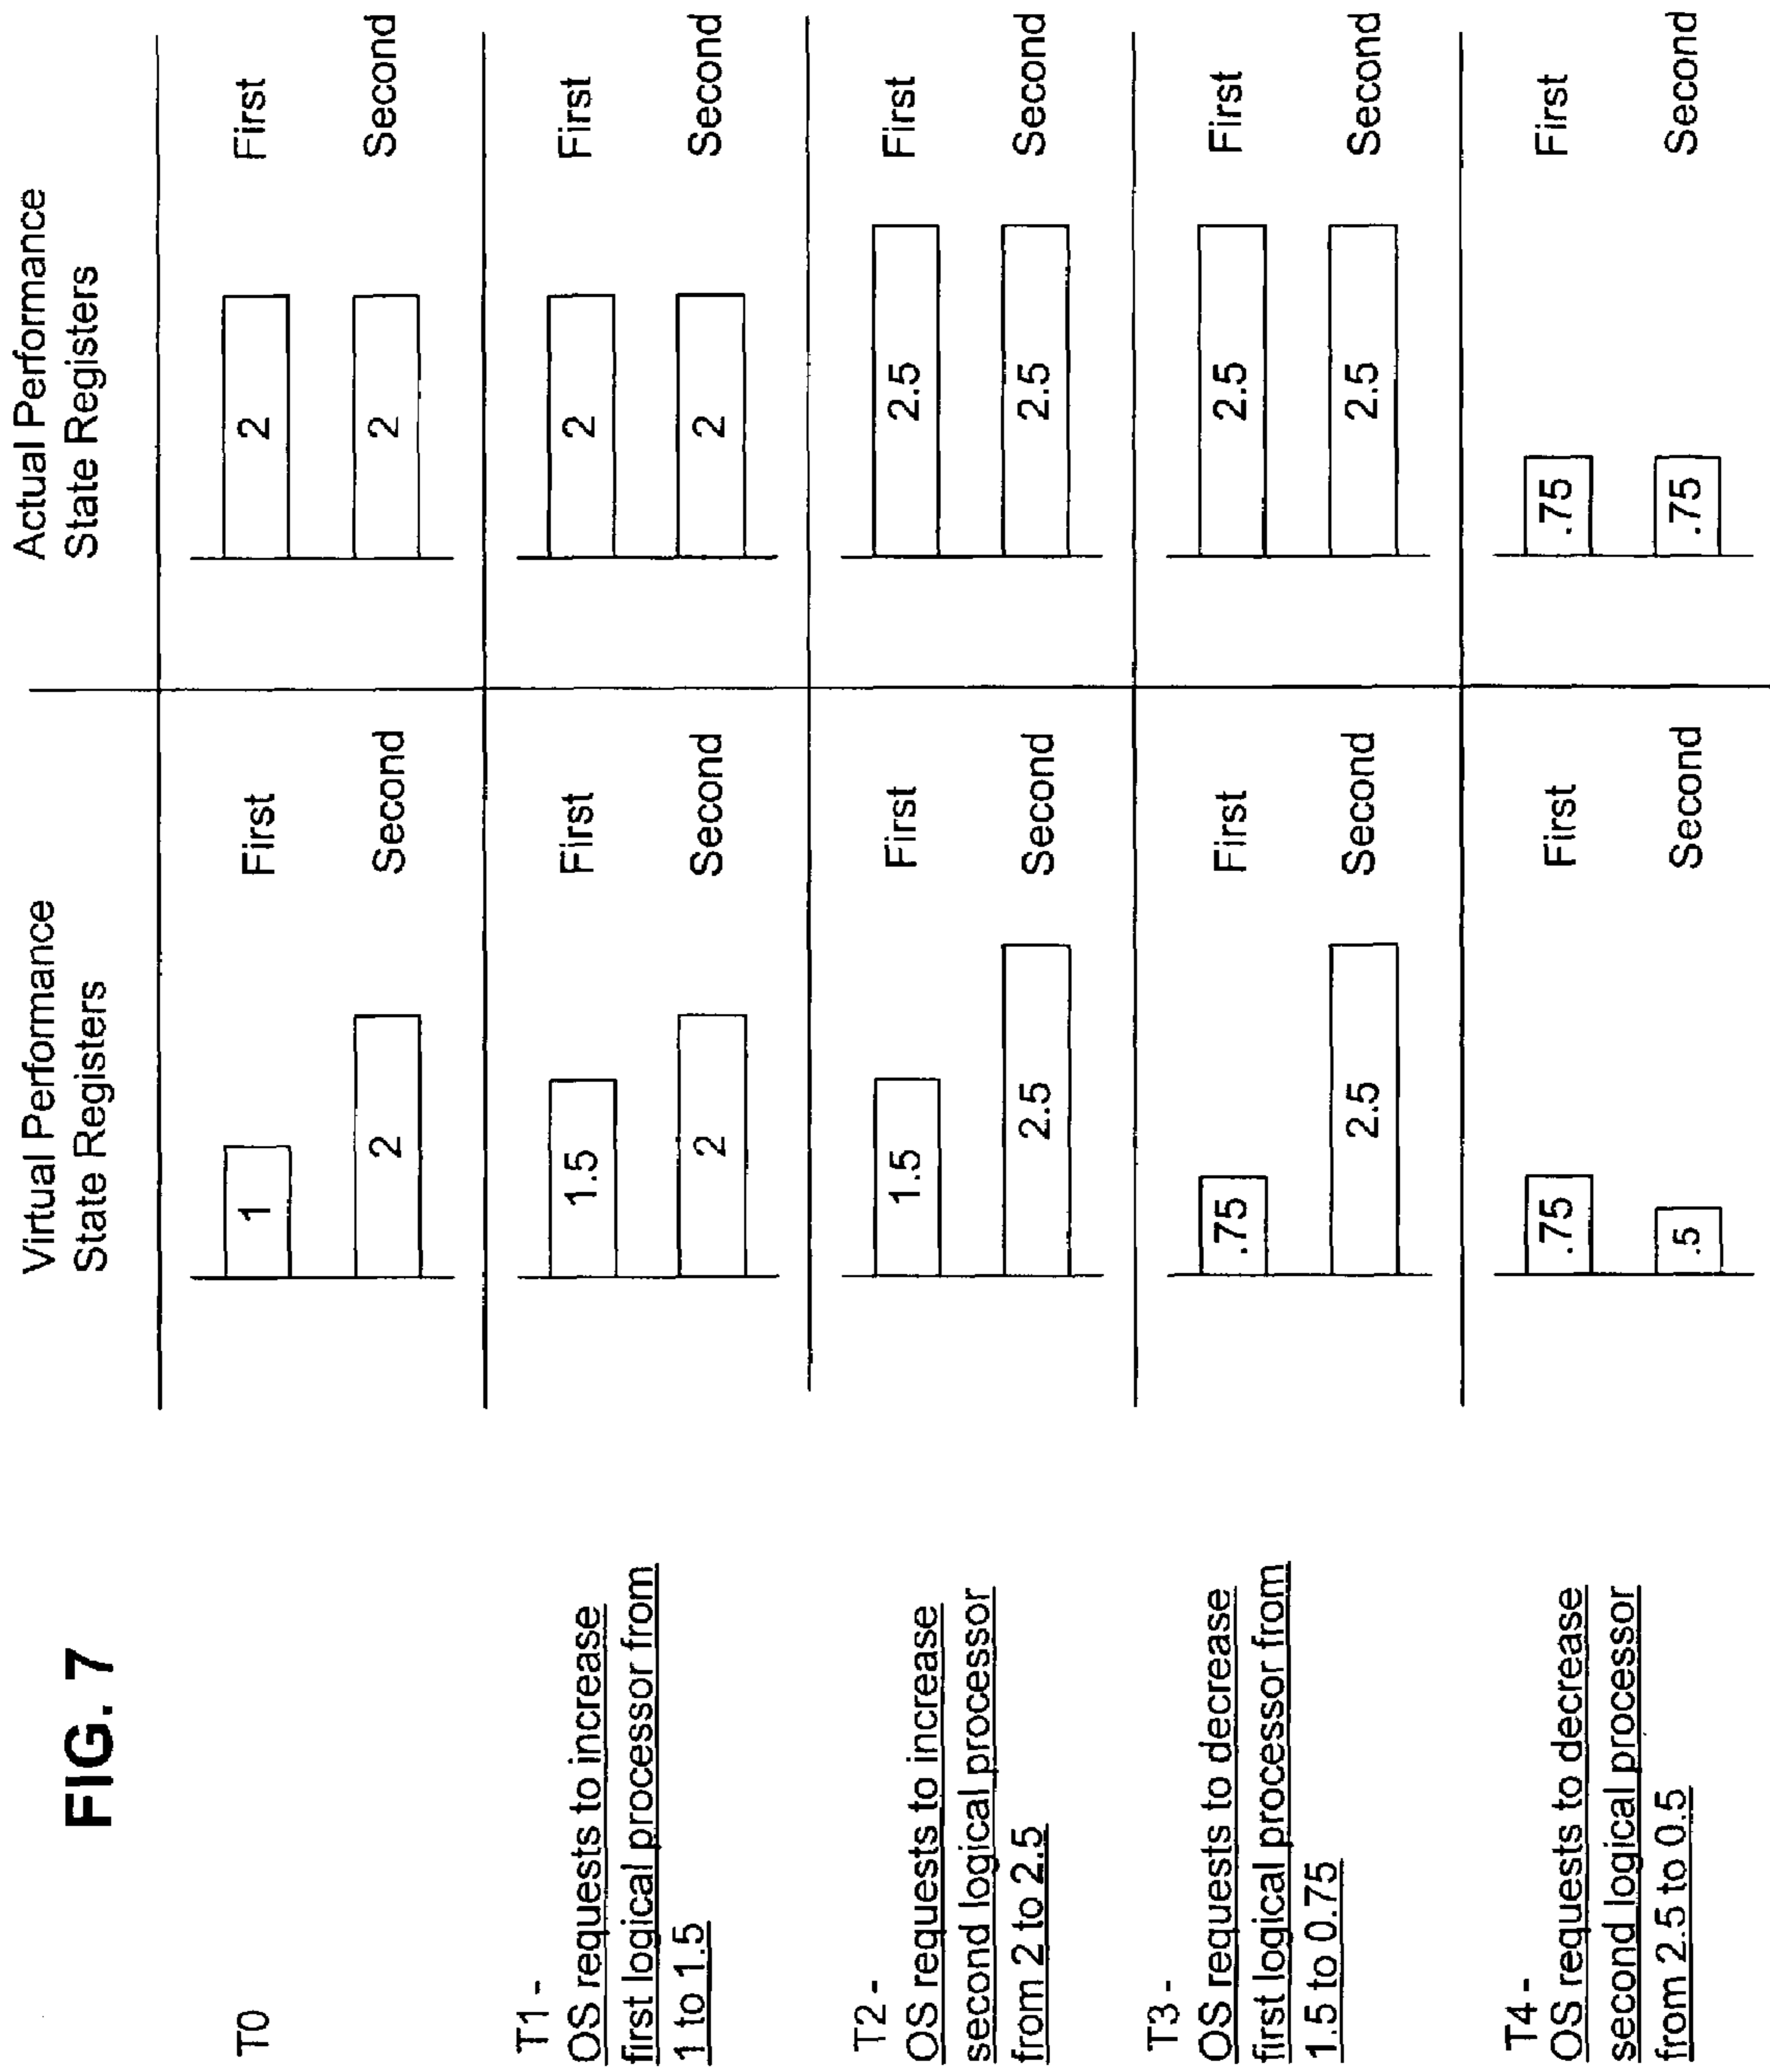 FIG. 7
Virtual Performance
State Registers
Actual Performance
State Registers
T0
1
First
2
Second
2
First
2
Second
T1 -
OS requests to increase
first logical processor from
1 to 1.5
1.5
First
2
Second
2
First
2
Second
T2 -
OS requests to increase
second logical processor
from 2 to 2.5
1.5
First
2.5
Second
2.5
First
2.5
Second
T3 -
OS requests to decrease
first logical processor from
1.5 to 0.75
.75
First
2.5
Second
2.5
First
2.5
Second
T4 -
OS requests to decrease
second logical processor
from 2.5 to 0.5
.75
First
.5
Second
.75
First
.75
Second